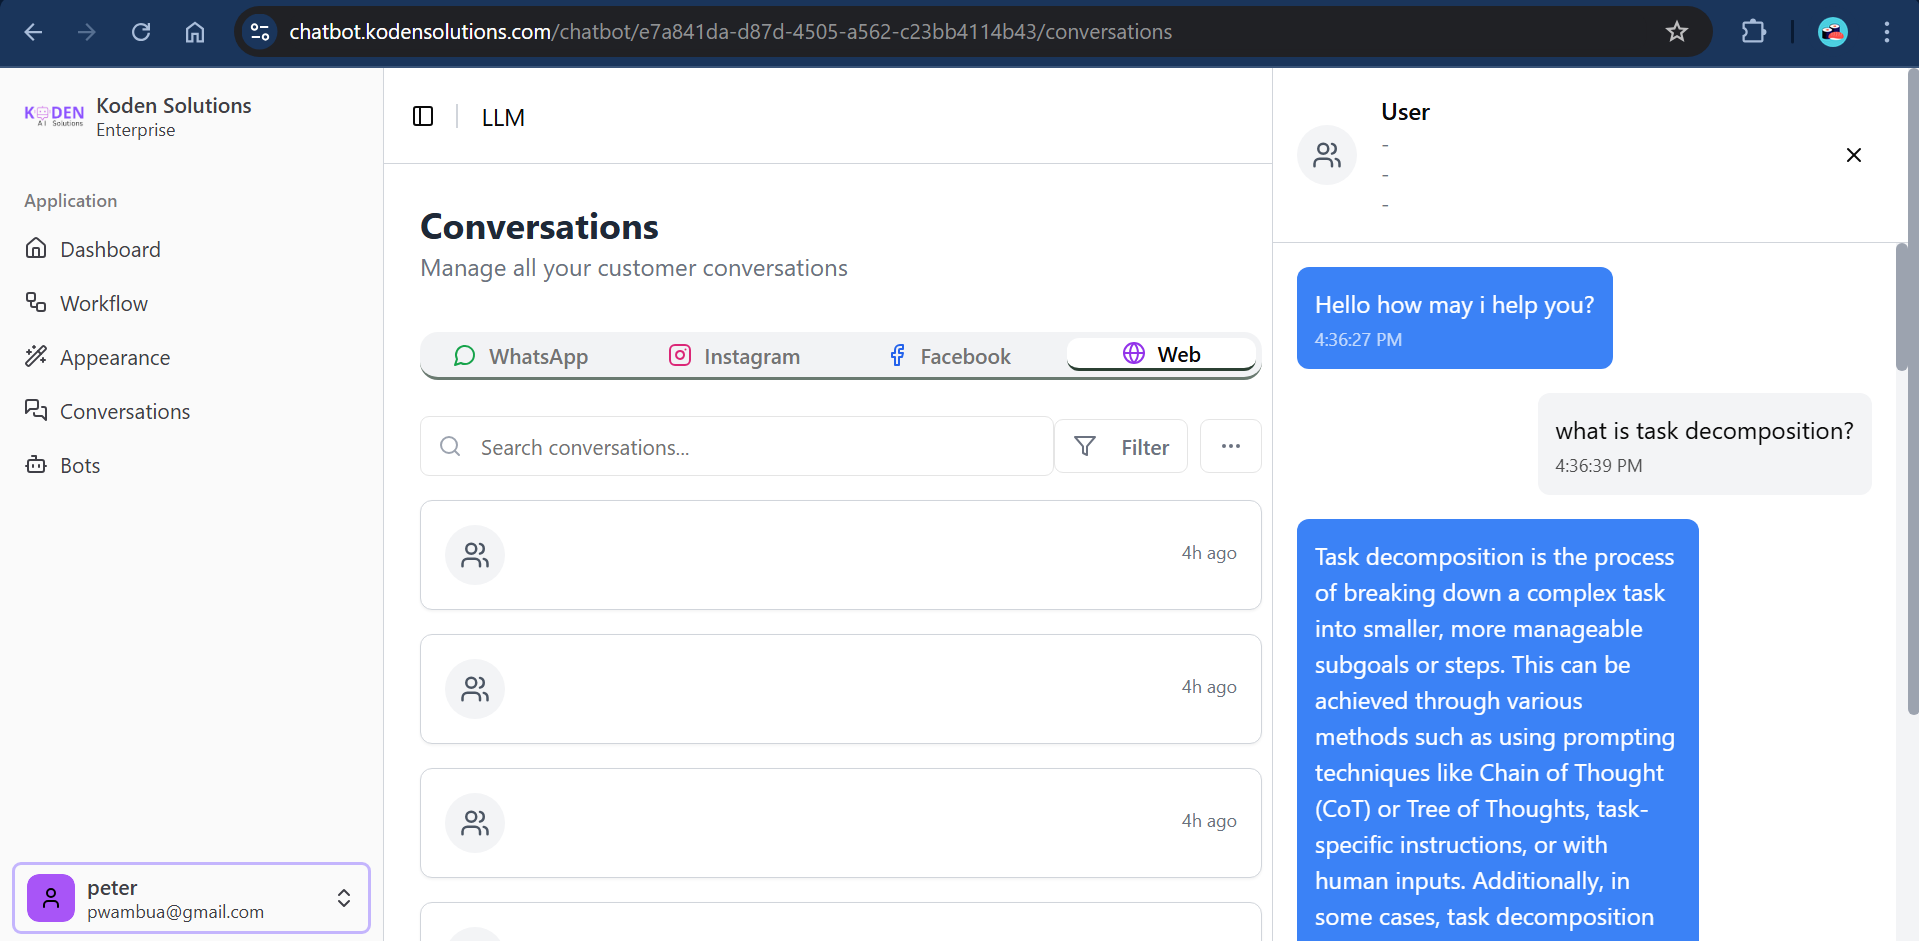 chatbot.kodensolutions.com/chatbot/e7a841da-d87d-4505-a562-c23bb4114b43/conversations
KODEN
AI Solutions
Koden Solutions
Enterprise
Application
Dashboard
Workflow
Appearance
Conversations
Bots
peter
pwambua@gmail.com
LLM
Conversations
Manage all your customer conversations
WhatsApp
Instagram
Facebook
Web
Search conversations...
Filter
4h ago
4h ago
4h ago
User
-
-
-
Hello how may i help you?
4:36:27 PM
what is task decomposition?
4:36:39 PM
Task decomposition is the process
of breaking down a complex task
into smaller, more manageable
subgoals or steps. This can be
achieved through various
methods such as using prompting
techniques like Chain of Thought
(CoT) or Tree of Thoughts, task-
specific instructions, or with
human inputs. Additionally, in
some cases, task decomposition